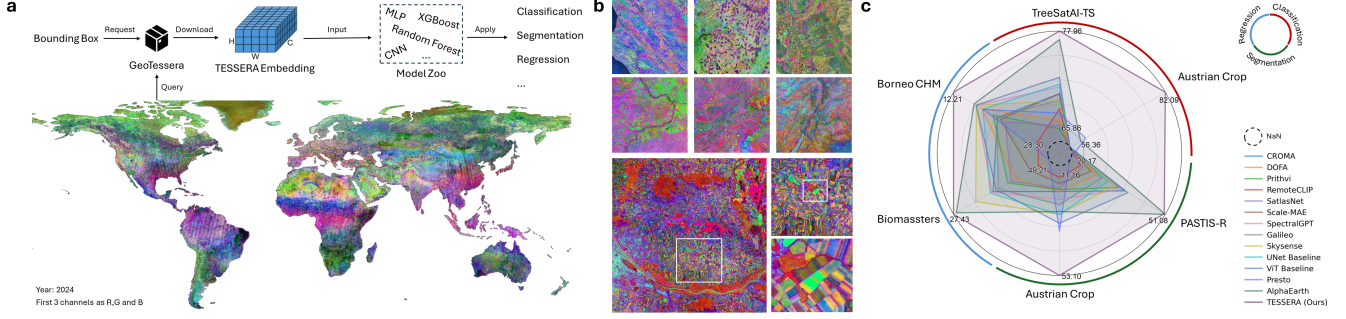 a
Bounding Box
Request
GeoTessera
Download
H
W
C
TESSERA Embedding
Input
MLP
XGBoost
Random Forest
CNN
...
Model Zoo
Apply
Classification
Segmentation
Regression
...
Query
Year: 2024
First 3 channels as R,G and B
b
c
TreeSatAI-TS
77.96
Austrian Crop
82.09
PASTIS-R
51.08
Austrian Crop
53.10
Biomassters
27.43
Borneo CHM
12.21
65.86
56.36
20.17
11.16
49.21
28.30
Regression
Classification
Segmentation
NaN
CROMA
DOFA
Prithvi
RemoteCLIP
SatlasNet
Scale-MAE
SpectralGPT
Galileo
Skysense
UNet Baseline
ViT Baseline
Presto
AlphaEarth
TESSERA (Ours)